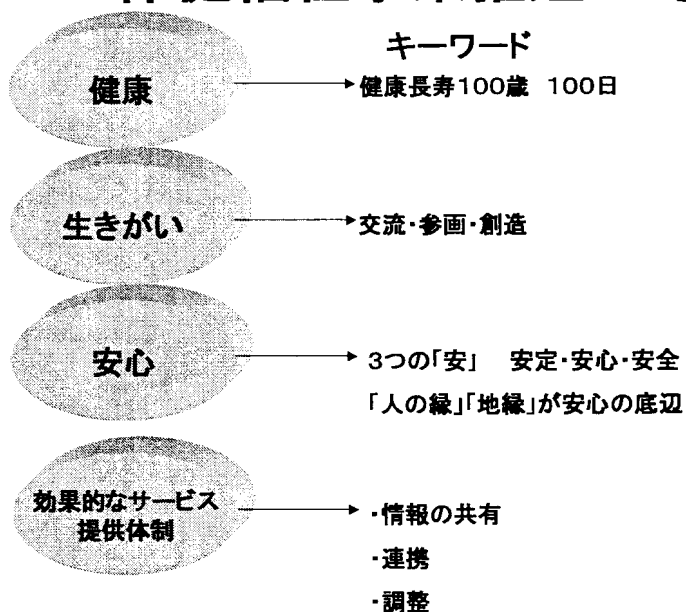 キーワード
健康
健康長寿100歳　100日
生きがい
交流・参画・創造
安心
3つの「安」　安定・安心・安全
「人の縁」「地縁」が安心の底辺
効果的なサービス
提供体制
・情報の共有
・連携
・調整